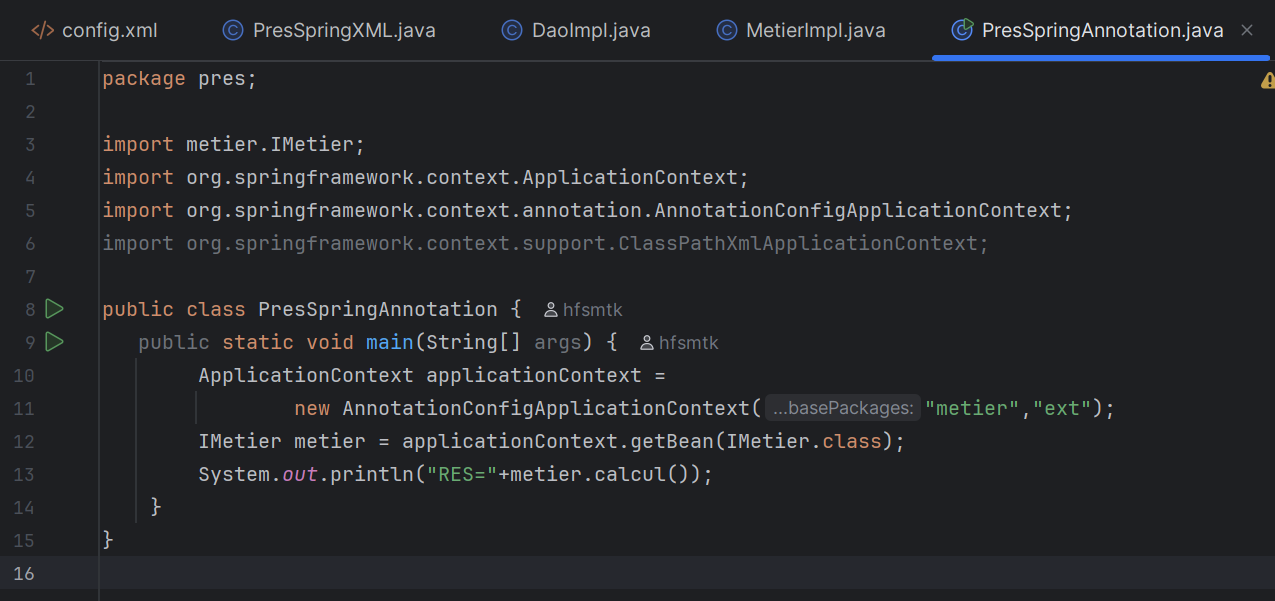 config.xml PresSpringXML.java DaoImpl.java MetierImpl.java PresSpringAnnotation.java
1 package pres;
2
3 import metier.IMetier;
4 import org.springframework.context.ApplicationContext;
5 import org.springframework.context.annotation.AnnotationConfigApplicationContext;
6 import org.springframework.context.support.ClassPathXmlApplicationContext;
7
8 public class PresSpringAnnotation { hfsmtk
9 public static void main(String[] args) { hfsmtk
10 ApplicationContext applicationContext =
11 new AnnotationConfigApplicationContext( ...basePackages: "metier","ext");
12 IMetier metier = applicationContext.getBean(IMetier.class);
13 System.out.println("RES="+metier.calcul());
14 }
15 }
16